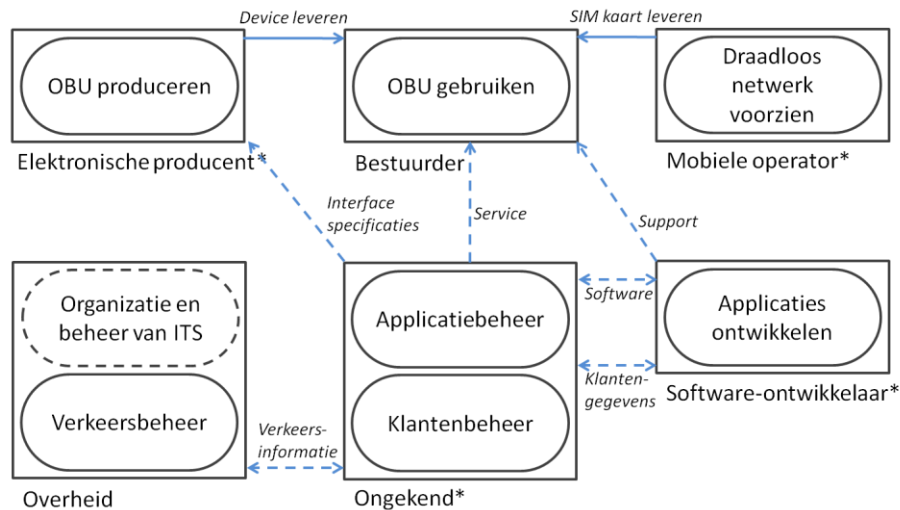 Device leveren
SIM kaart leveren
OBU produceren
OBU gebruiken
Draadloos
netwerk
voorzien
Elektronische producent*
Bestuurder
Mobiele operator*
Interface
specificaties
Service
Support
Organizatie en
beheer van ITS
Applicatiebeheer
Software
Applicaties
ontwikkelen
Verkeersbeheer
Klantenbeheer
Klanten-
gegevens
Software-ontwikkelaar*
Verkeers-
informatie
Overheid
Ongekend*